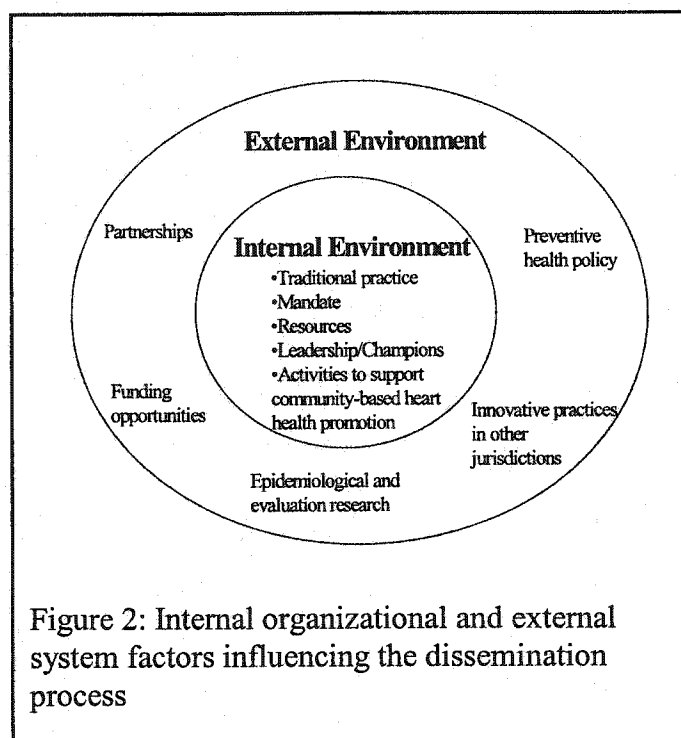 External Environment
Partnerships
Preventive
health policy
Internal Environment
•Traditional practice
•Mandate
•Resources
•Leadership/Champions
•Activities to support
community-based heart
health promotion
Funding
opportunities
Innovative practices
in other
jurisdictions
Epidemiological and
evaluation research
Figure 2: Internal organizational and external
system factors influencing the dissemination
process